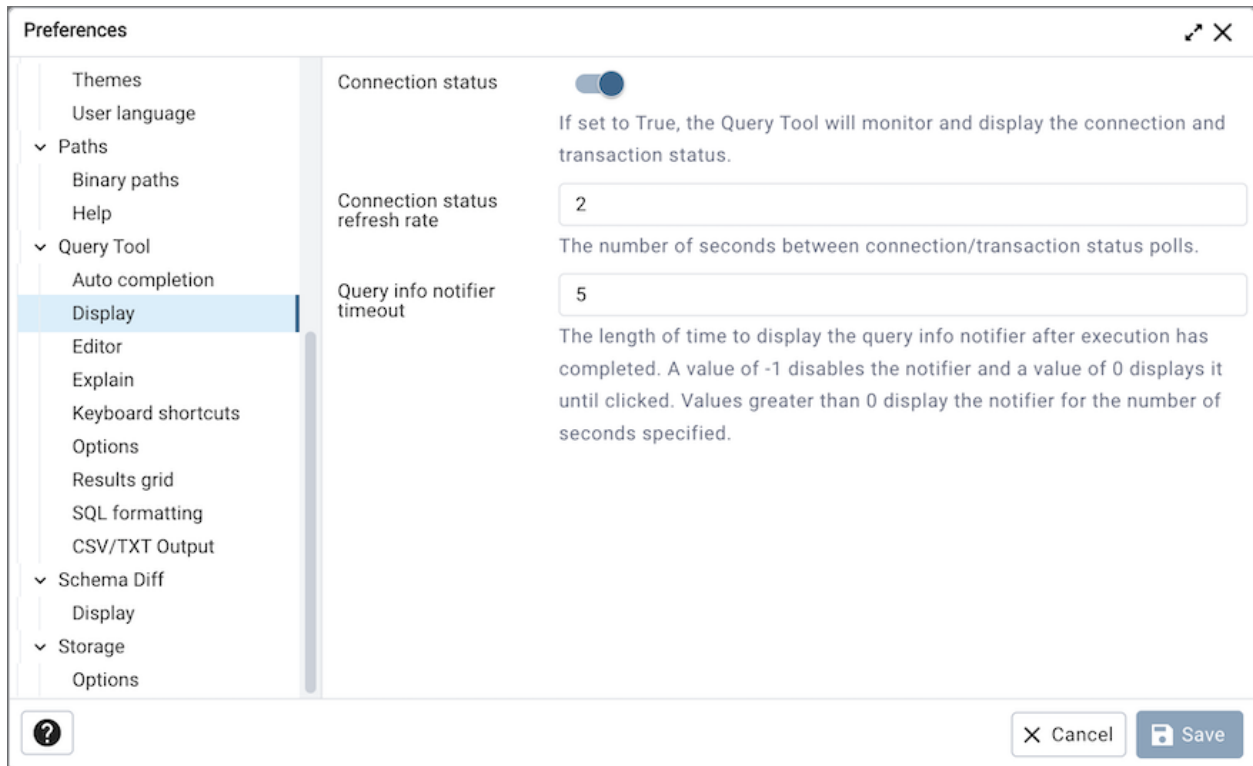 Preferences
Themes
User language
Paths
Binary paths
Help
Query Tool
Auto completion
Display
Editor
Explain
Keyboard shortcuts
Options
Results grid
SQL formatting
CSV/TXT Output
Schema Diff
Display
Storage
Options
Connection status
If set to True, the Query Tool will monitor and display the connection and
transaction status.
Connection status
refresh rate
2
The number of seconds between connection/transaction status polls.
Query info notifier
timeout
5
The length of time to display the query info notifier after execution has
completed. A value of -1 disables the notifier and a value of 0 displays it
until clicked. Values greater than 0 display the notifier for the number of
seconds specified.
?
Cancel
Save